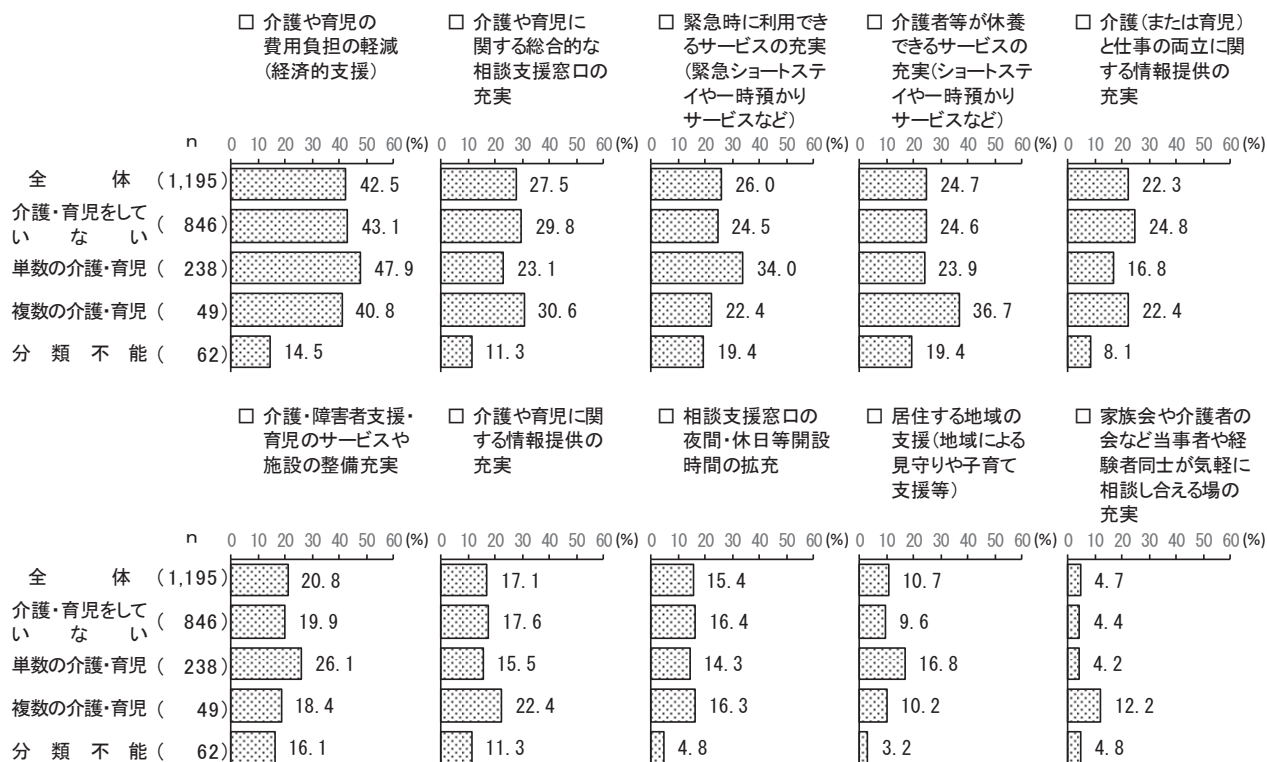 □ 介護や育児の
費用負担の軽減
(経済的支援)
□ 介護や育児に
関する総合的な
相談支援窓口の
充実
□ 緊急時に利用でき
るサービスの充実
(緊急ショートステ
イや一時預かり
サービスなど)
□ 介護者等が休養
できるサービスの
充実(ショートステ
イや一時預かり
サービスなど)
□ 介護(または育児)
と仕事の両立に関
する情報提供の
充実
n 0 10 20 30 40 50 60 (%) 0 10 20 30 40 50 60 (%) 0 10 20 30 40 50 60 (%) 0 10 20 30 40 50 60 (%) 0 10 20 30 40 50 60 (%)
全体 (1,195) 42.5 27.5 26.0 24.7 22.3
介護・育児をして
いない ( 846) 43.1 29.8 24.5 24.6 24.8
単数の介護・育児 ( 238) 47.9 23.1 34.0 23.9 16.8
複数の介護・育児 ( 49) 40.8 30.6 22.4 36.7 22.4
分類不能 ( 62) 14.5 11.3 19.4 19.4 8.1
□ 介護・障害者支援・
育児のサービスや
施設の整備充実
□ 介護や育児に関
する情報提供の
充実
□ 相談支援窓口の
夜間・休日等開設
時間の拡充
□ 居住する地域の
支援(地域による
見守りや子育て
支援等)
□ 家族会や介護者の
会など当事者や経
験者同士が気軽に
相談し合える場の
充実
n 0 10 20 30 40 50 60 (%) 0 10 20 30 40 50 60 (%) 0 10 20 30 40 50 60 (%) 0 10 20 30 40 50 60 (%) 0 10 20 30 40 50 60 (%)
全体 (1,195) 20.8 17.1 15.4 10.7 4.7
介護・育児をして
いない ( 846) 19.9 17.6 16.4 9.6 4.4
単数の介護・育児 ( 238) 26.1 15.5 14.3 16.8 4.2
複数の介護・育児 ( 49) 18.4 22.4 16.3 10.2 12.2
分類不能 ( 62) 16.1 11.3 4.8 3.2 4.8